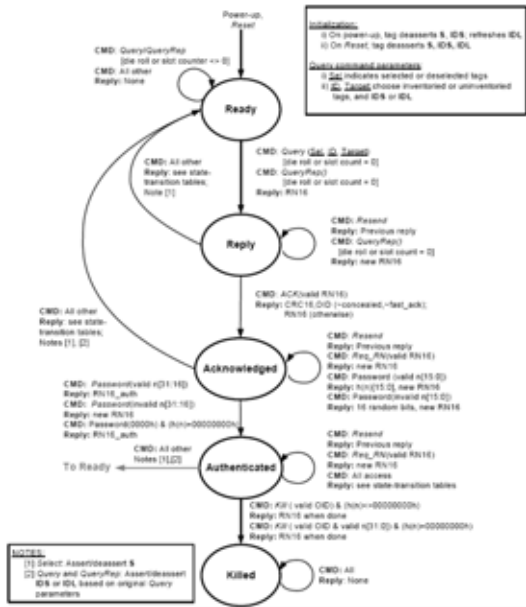 Power-up,
Reset
Initialization:
i) On power-up, tag deasserts S, IDS; refreshes IDL
ii) On Reset, tag deasserts S, IDS, IDL
Query command parameters:
i) Sel indicates selected or deselected tags
ii) ID, Target choose inventoried or uninventoried
tags, and IDS or IDL
CMD: Query/QueryRep
[die roll or slot counter <> 0]
CMD: All other
Reply: None
Ready
CMD: All other
Reply: see state-
transition tables;
Note [1]
CMD: Query (Sel, ID, Target)
[die roll or slot count = 0]
CMD: QueryRep()
[die roll or slot count = 0]
Reply: RN16
Reply
CMD: Resend
Reply: Previous reply
CMD: QueryRep()
[die roll or slot count = 0]
Reply: new RN16
CMD: ACK(valid RN16)
Reply: CRC16,OID (~concealed,~fast_ack);
RN16 (otherwise)
CMD: All other
Reply: see state-
transition tables;
Notes [1], [2]
Acknowledged
CMD: Resend
Reply: Previous reply
CMD: Req_RN(valid RN16)
Reply: new RN16
CMD: Password (valid n[15:0])
Reply: h(n)[15:0], new RN16
CMD: Password(invalid n[15:0])
Reply: 16 random bits, new RN16
CMD: Password(valid n[31:16])
Reply: RN16_auth
CMD: Password(invalid n[31:16])
Reply: new RN16
CMD: Password(0000h) & (h(n)=00000000h)
Reply: RN16_auth
CMD: All other
Notes [1],[2]
To Ready
Authenticated
CMD: Resend
Reply: Previous reply
CMD: Req_RN(valid RN16)
Reply: new RN16
CMD: All access
Reply: see state-transition tables
CMD: Kill ( valid OID) & (h(n)<>00000000h)
Reply: RN16 when done
CMD: Kill ( valid OID & valid n[31:0]) & (h(n)=00000000h)
Reply: RN16 when done
Killed
CMD: All
Reply: None
NOTES:
[1] Select: Assert/deassert S
[2] Query and QueryRep: Assert/deassert
IDS or IDL based on original Query
parameters